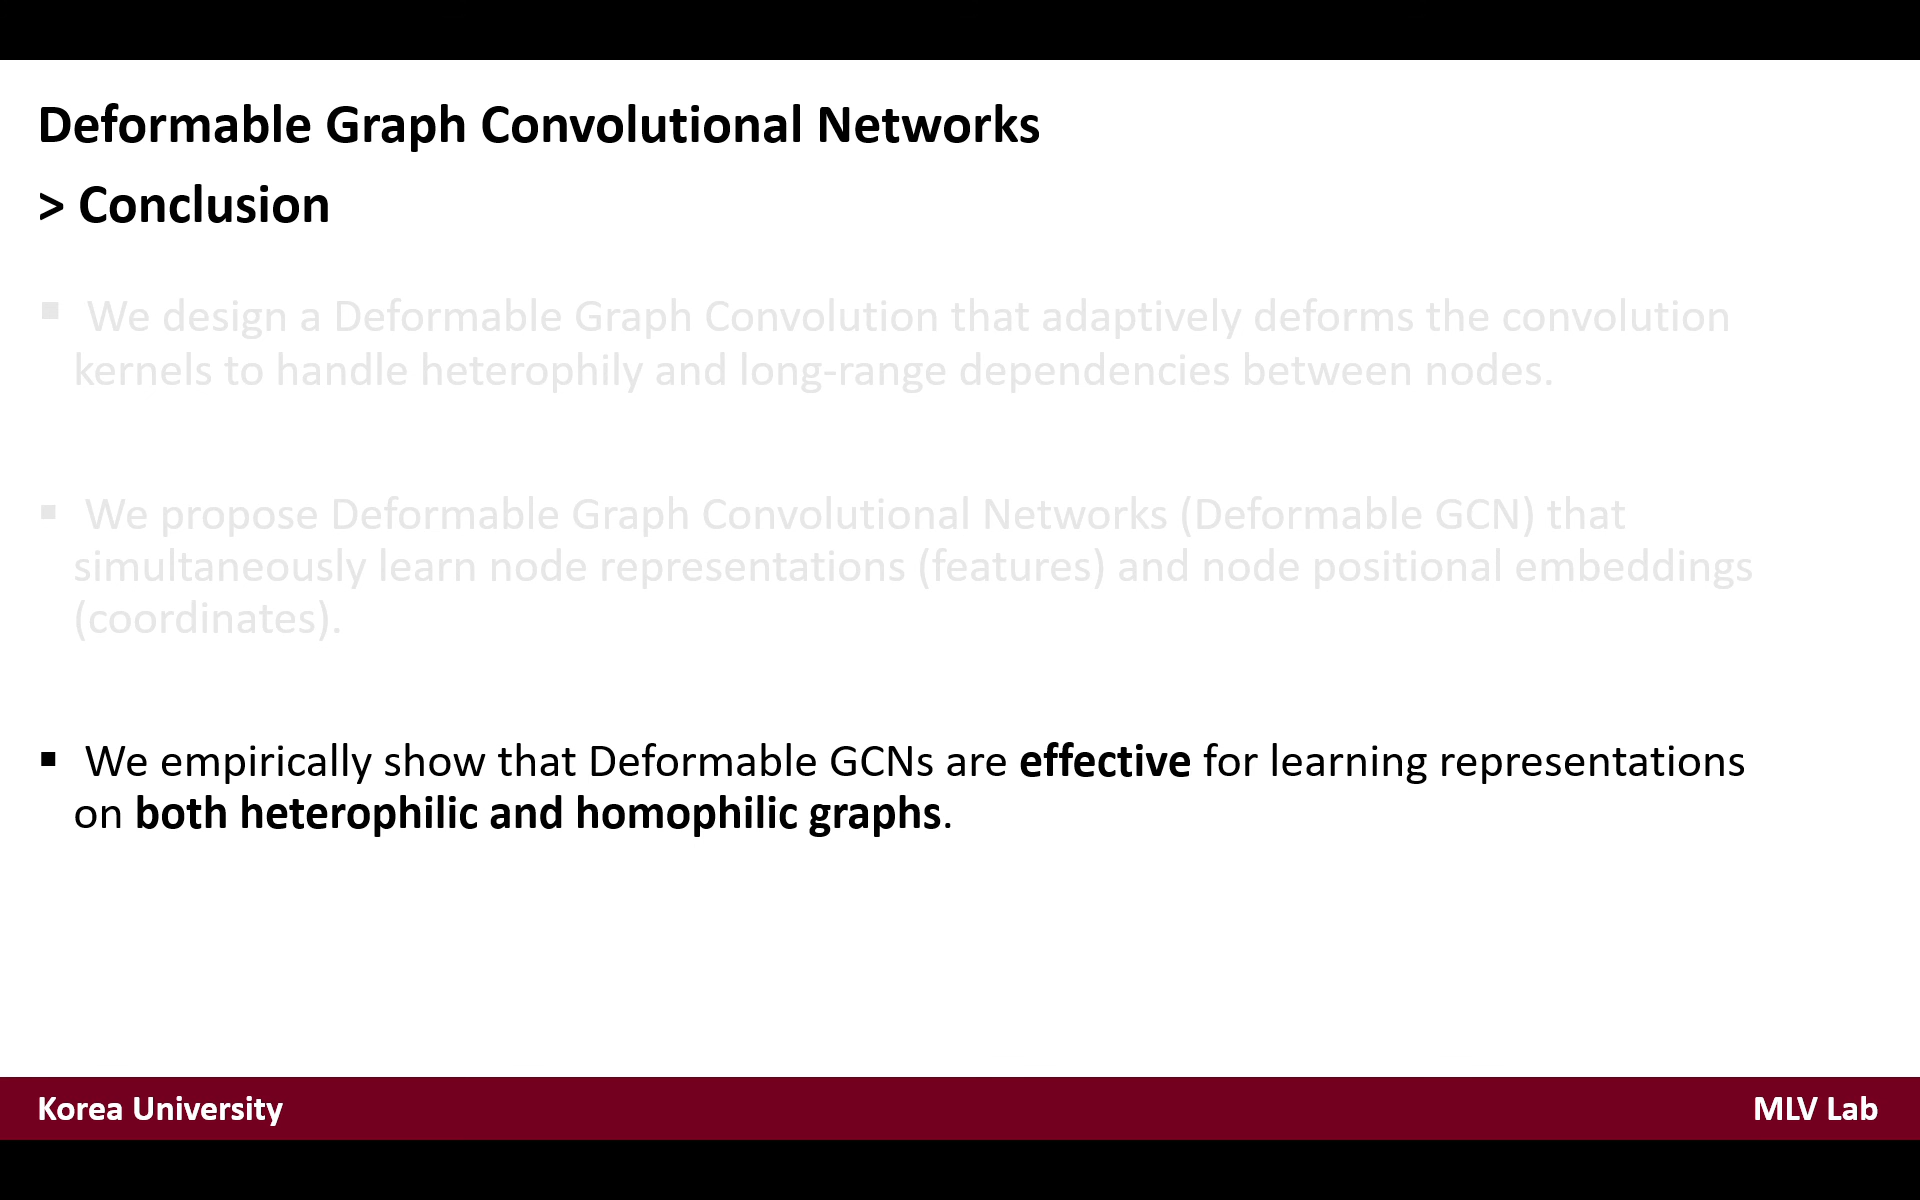 Deformable Graph Convolutional Networks
> Conclusion
▪ We design a Deformable Graph Convolution that adaptively deforms the convolution
kernels to handle heterophily and long-range dependencies between nodes.
▪ We propose Deformable Graph Convolutional Networks (Deformable GCN) that
simultaneously learn node representations (features) and node positional embeddings
(coordinates).
▪ We empirically show that Deformable GCNs are effective for learning representations
on both heterophilic and homophilic graphs.
Korea University
MLV Lab